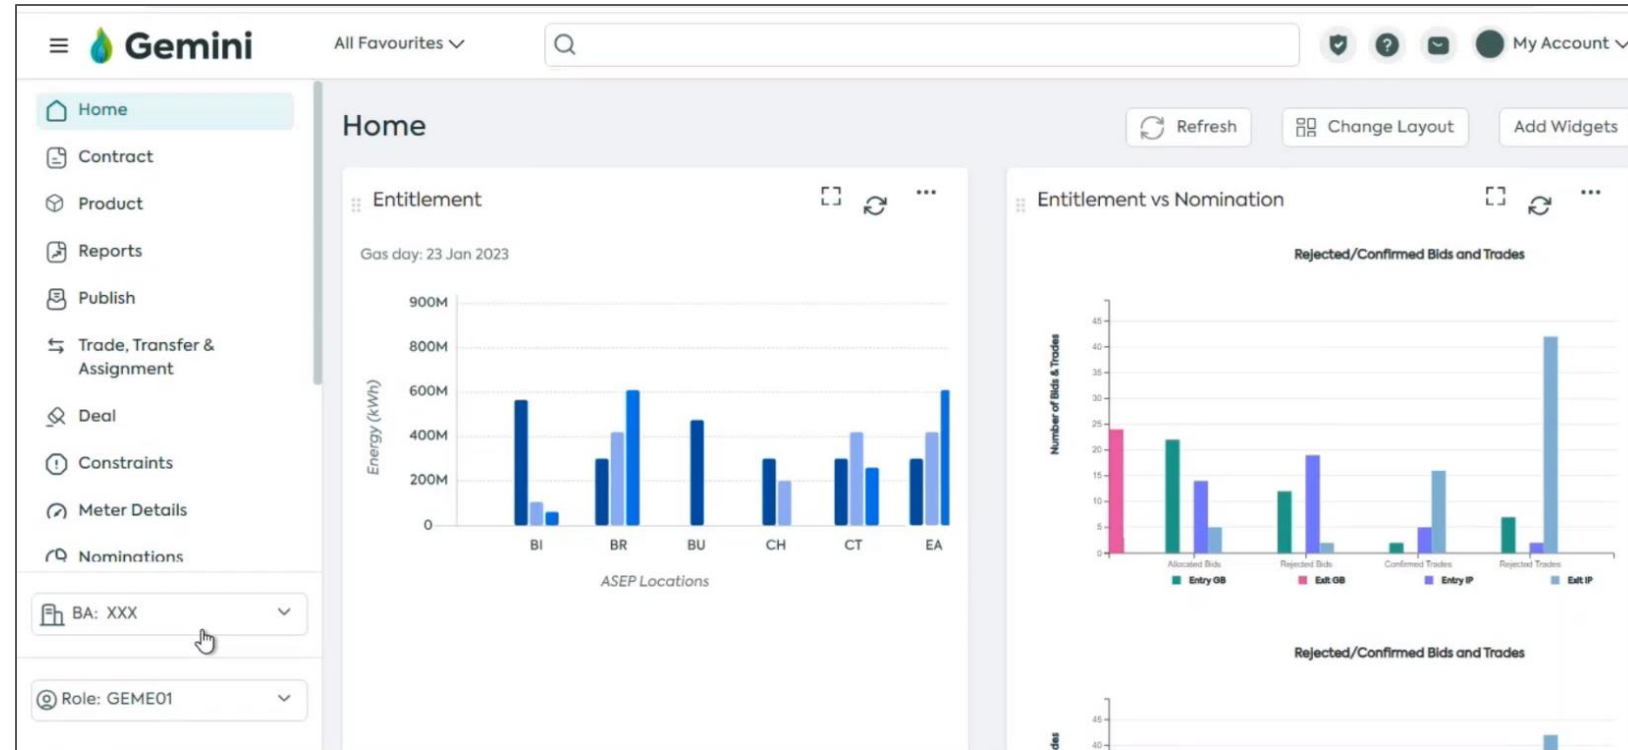 Gemini
All Favourites
My Account
Home
Contract
Product
Reports
Publish
Trade, Transfer &
Assignment
Deal
Constraints
Meter Details
Nominations
BA: XXX
Role: GEME01
Home
Refresh
Change Layout
Add Widgets
Entitlement
Gas day: 23 Jan 2023
Energy (kWh)
900M
800M
600M
400M
200M
0
BI BR BU CH CT EA
ASEP Locations
Entitlement vs Nomination
Rejected/Confirmed Bids and Trades
Number of Bids & Trades
45
40
35
30
25
20
15
10
5
0
Allocated Bids Rejected Bids Confirmed Trades Rejected Trades
Entry GB Exit GB Entry IP Exit IP
Rejected/Confirmed Bids and Trades
45
40